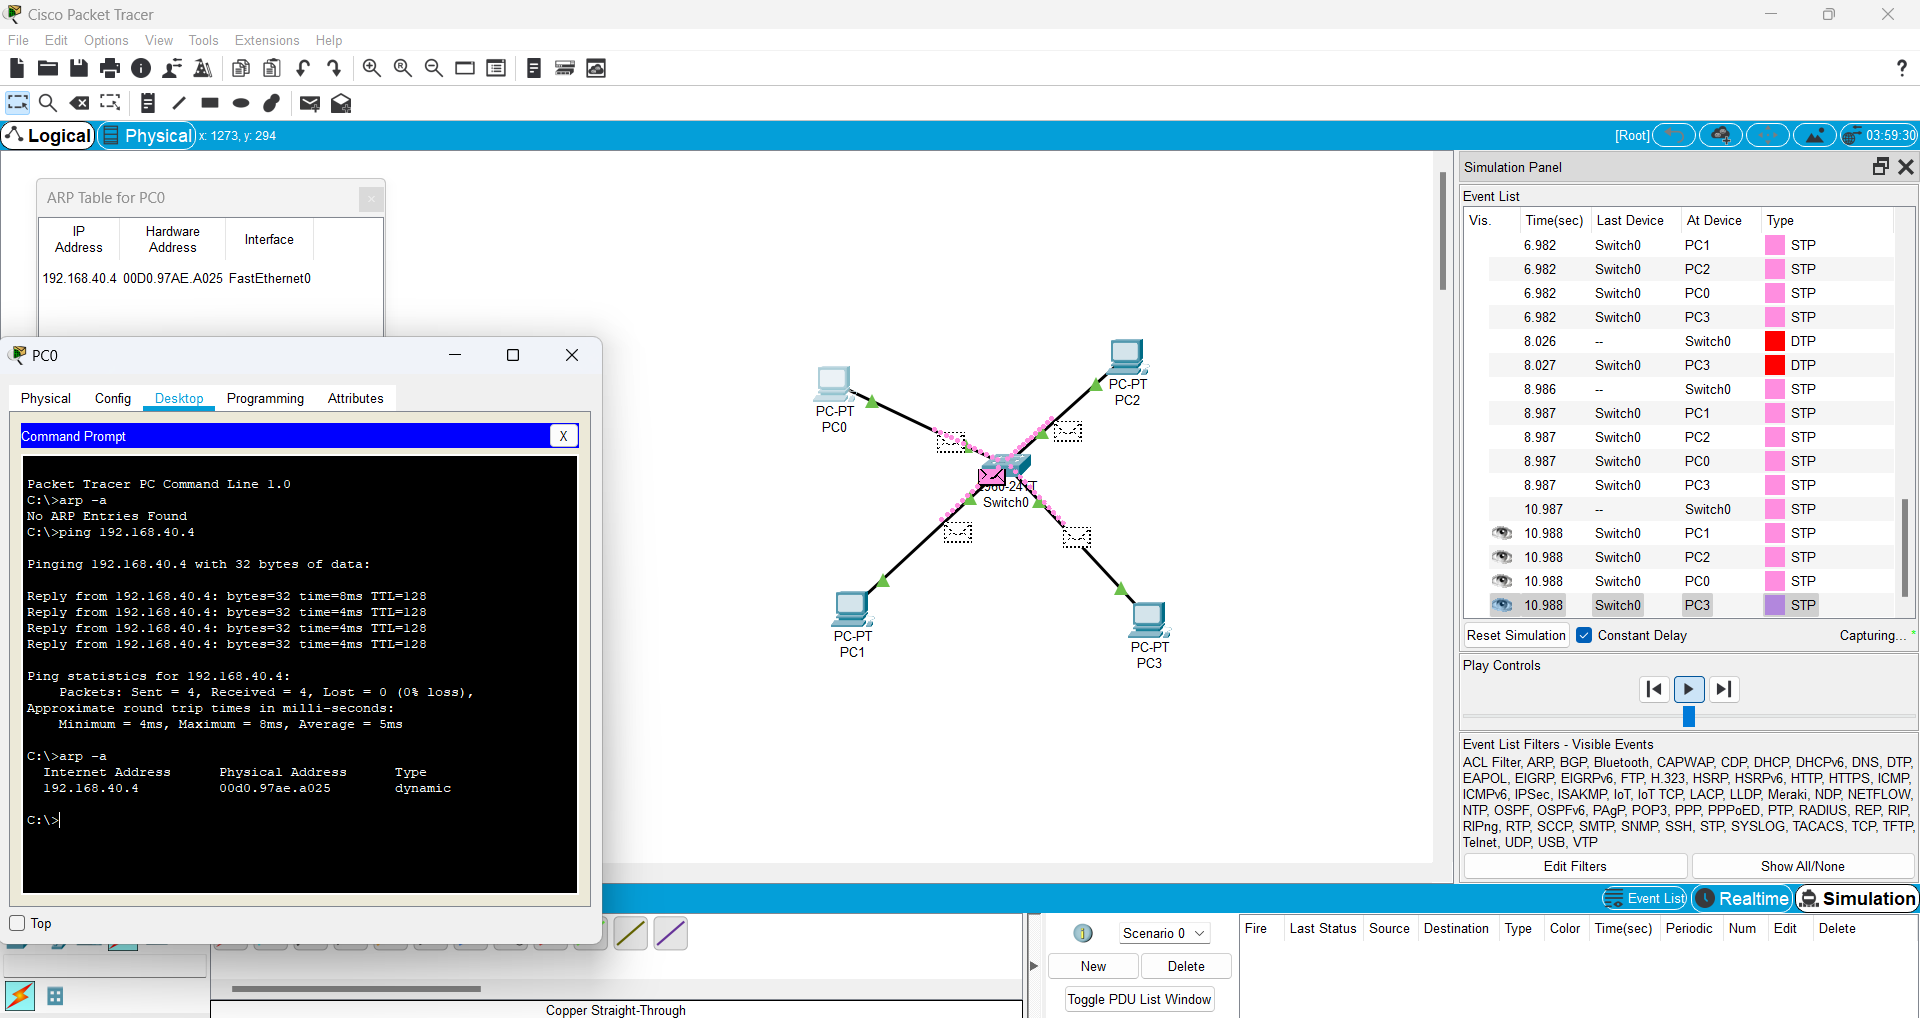 Cisco Packet Tracer
File Edit Options View Tools Extensions Help
Logical Physical x: 1273, y: 294 [Root] 03:59:30
ARP Table for PC0
IP Address Hardware Address Interface
192.168.40.4 00D0.97AE.A025 FastEthernet0
PC0
Physical Config Desktop Programming Attributes
Command Prompt X
Packet Tracer PC Command Line 1.0
C:\>arp -a
No ARP Entries Found
C:\>ping 192.168.40.4
Pinging 192.168.40.4 with 32 bytes of data:
Reply from 192.168.40.4: bytes=32 time=8ms TTL=128
Reply from 192.168.40.4: bytes=32 time=4ms TTL=128
Reply from 192.168.40.4: bytes=32 time=4ms TTL=128
Reply from 192.168.40.4: bytes=32 time=4ms TTL=128
Ping statistics for 192.168.40.4:
Packets: Sent = 4, Received = 4, Lost = 0 (0% loss),
Approximate round trip times in milli-seconds:
Minimum = 4ms, Maximum = 8ms, Average = 5ms
C:\>arp -a
Internet Address Physical Address Type
192.168.40.4 00d0.97ae.a025 dynamic
C:\>
Top
PC-PT
PC0
PC-PT
PC2
Switch0
PC-PT
PC1
PC-PT
PC3
Simulation Panel
Event List
Vis. Time(sec) Last Device At Device Type
6.982 Switch0 PC1 STP
6.982 Switch0 PC2 STP
6.982 Switch0 PC0 STP
6.982 Switch0 PC3 STP
8.026 -- Switch0 DTP
8.027 Switch0 PC3 DTP
8.986 -- Switch0 STP
8.987 Switch0 PC1 STP
8.987 Switch0 PC2 STP
8.987 Switch0 PC0 STP
8.987 Switch0 PC3 STP
10.987 -- Switch0 STP
10.988 Switch0 PC1 STP
10.988 Switch0 PC2 STP
10.988 Switch0 PC0 STP
10.988 Switch0 PC3 STP
Reset Simulation Constant Delay Capturing...
Play Controls
Event List Filters - Visible Events
ACL Filter, ARP, BGP, Bluetooth, CAPWAP, CDP, DHCP, DHCPv6, DNS, DTP,
EAPOL, EIGRP, EIGRPv6, FTP, H.323, HSRP, HSRPv6, HTTP, HTTPS, ICMP,
ICMPv6, IPSec, ISAKMP, IoT, IoT TCP, LACP, LLDP, Meraki, NDP, NETFLOW,
NTP, OSPF, OSPFv6, PAgP, POP3, PPP, PPPoED, PTP, RADIUS, REP, RIP,
RIPng, RTP, SCCP, SMTP, SNMP, SSH, STP, SYSLOG, TACACS, TCP, TFTP,
Telnet, UDP, USB, VTP
Edit Filters Show All/None
Event List Realtime Simulation
Scenario 0
New Delete
Toggle PDU List Window
Fire Last Status Source Destination Type Color Time(sec) Periodic Num Edit Delete
Copper Straight-Through